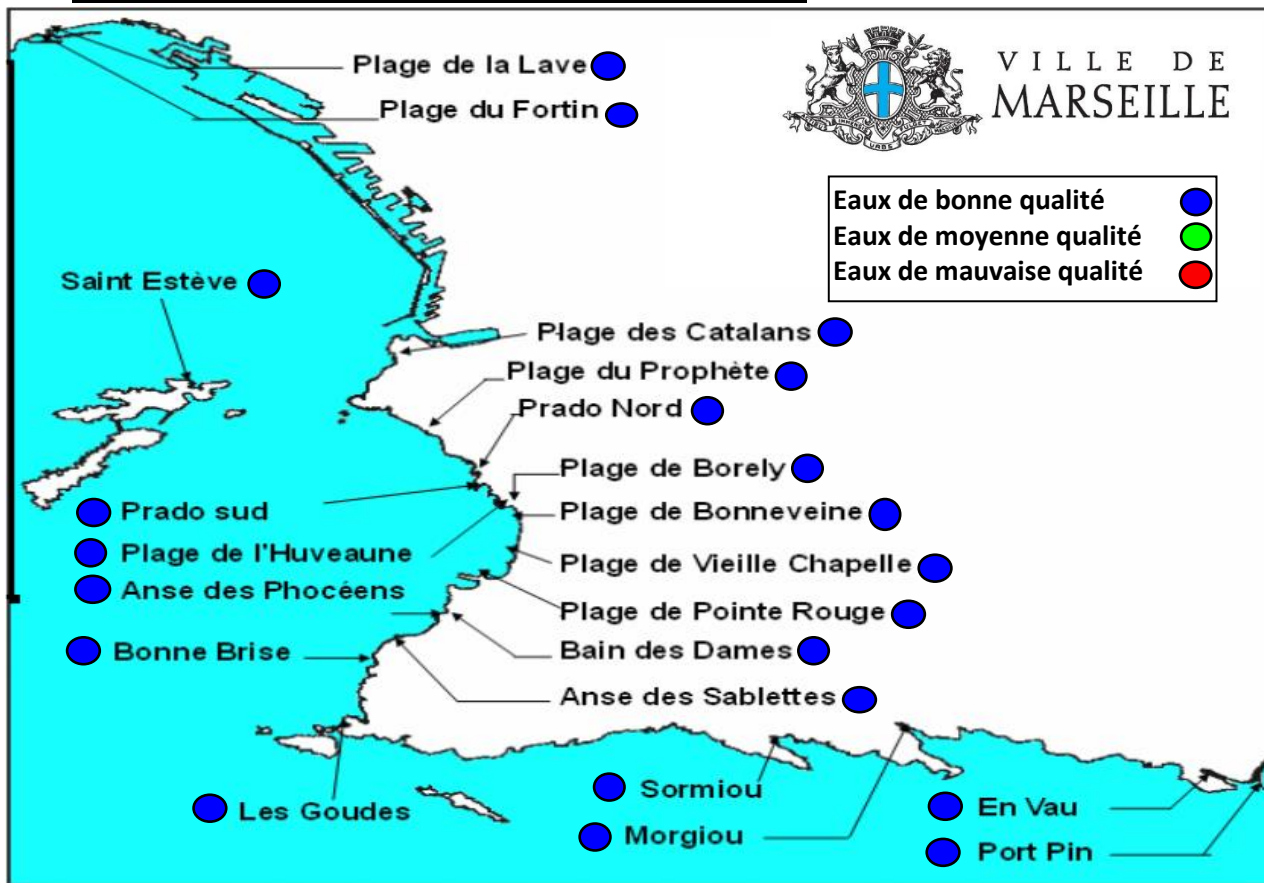 Plage de la Lave
Plage du Fortin
VILLE DE
MARSEILLE
Eaux de bonne qualité
Eaux de moyenne qualité
Eaux de mauvaise qualité
Saint Estève
Plage des Catalans
Plage du Prophète
Prado Nord
Plage de Borely
Prado sud
Plage de Bonneveine
Plage de l'Huveaune
Plage de Vieille Chapelle
Anse des Phocéens
Plage de Pointe Rouge
Bonne Brise
Bain des Dames
Anse des Sablettes
Les Goudes
Sormiou
Morgiou
En Vau
Port Pin